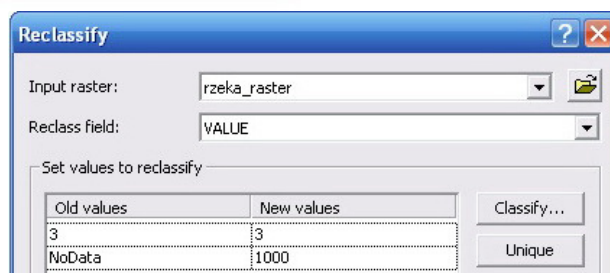 Reclassify
Input raster: rzeka_raster
Reclass field: VALUE
Set values to reclassify
Old values New values Classify...
3 3
NoData 1000 Unique